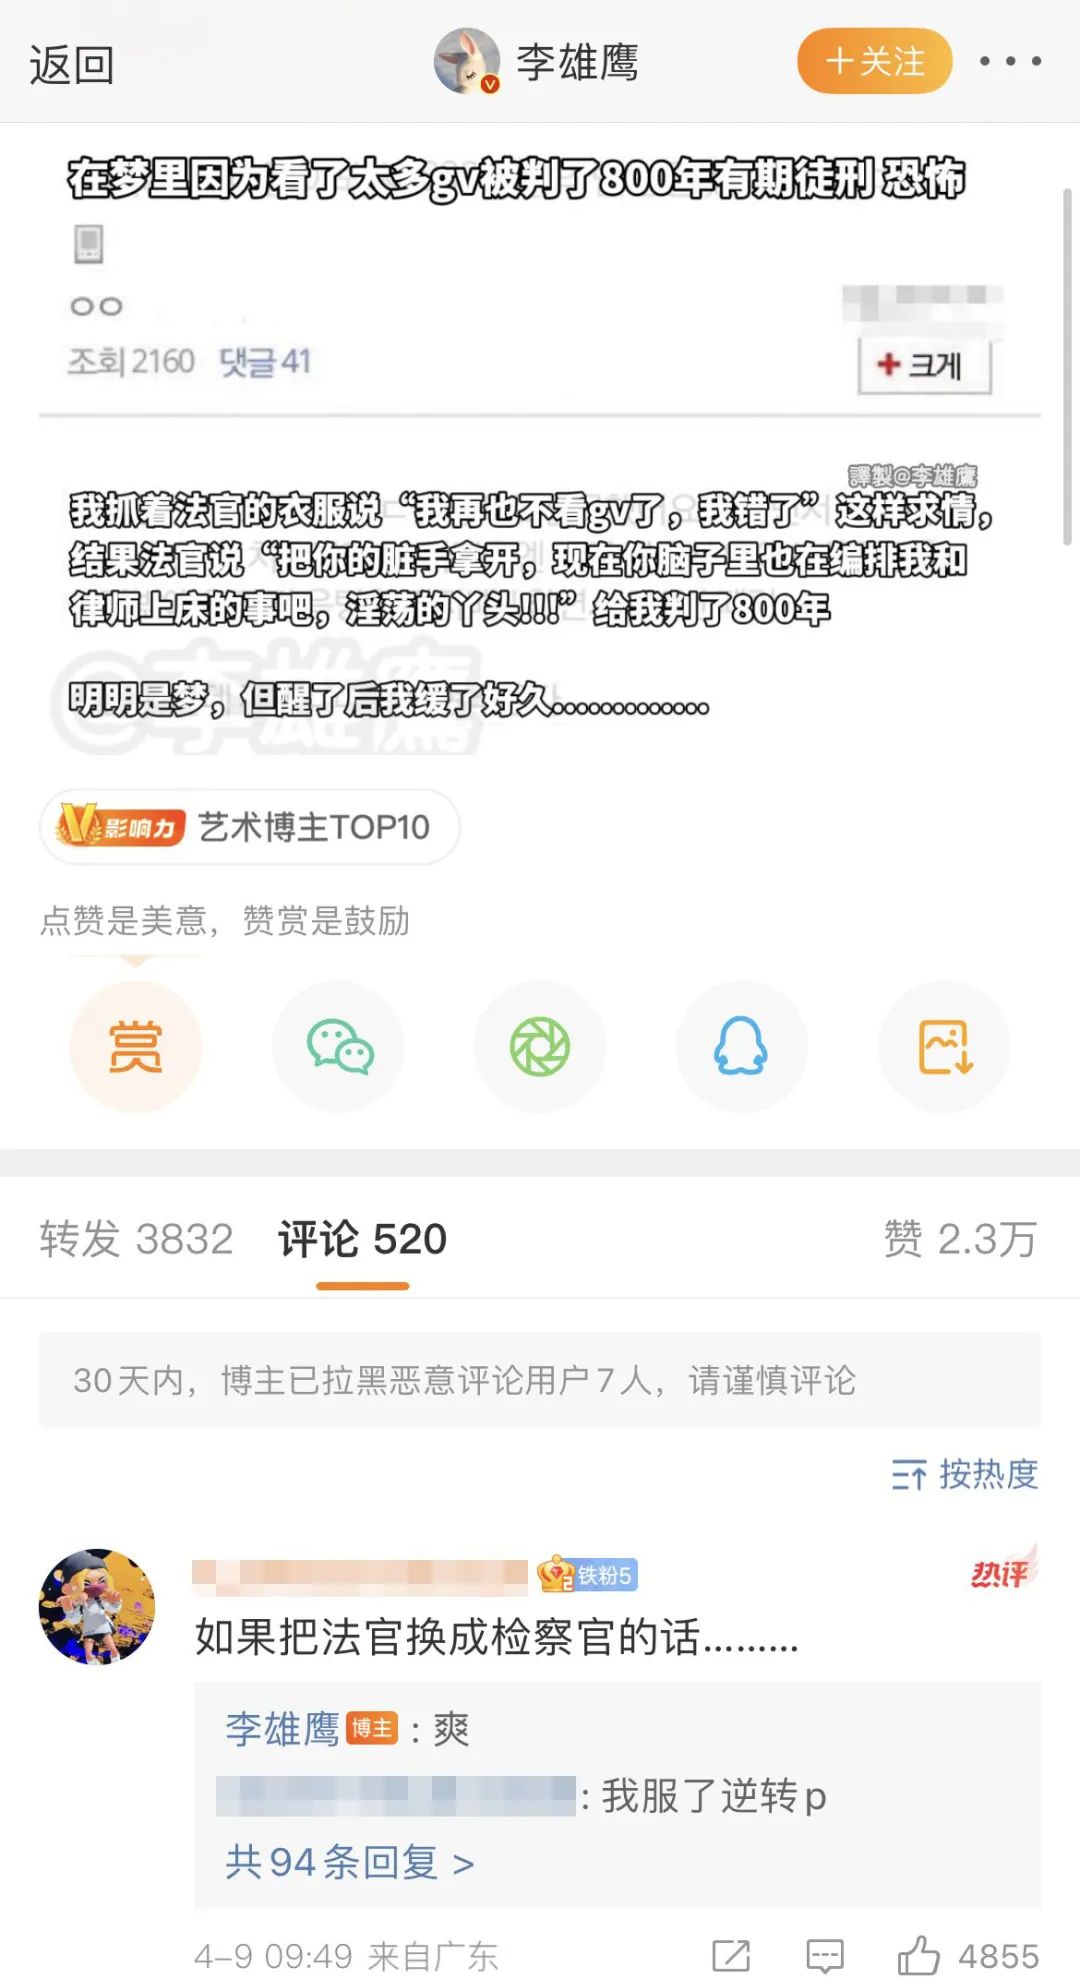 返回
李雄鹰
+关注
在梦里因为看了太多gv被判了800年有期徒刑 恐怖
ㅇㅇ
조회 2160 댓글 41
+크게
譯製@李雄鷹
我抓着法官的衣服说“我再也不看gv了，我错了”这样求情，
结果法官说“把你的脏手拿开，现在你脑子里也在编排我和
律师上床的事吧，淫荡的丫头!!!”给我判了800年
@李雄鷹
明明是梦，但醒了后我缓了好久.............
V影响力 艺术博主TOP10
点赞是美意，赞赏是鼓励
赏
转发 3832 评论 520 赞 2.3万
30天内，博主已拉黑恶意评论用户7人，请谨慎评论
按热度
2 铁粉5 热评
如果把法官换成检察官的话.........
李雄鹰 博主：爽
: 我服了逆转p
共94条回复 >
4-9 09:49 来自广东 4855